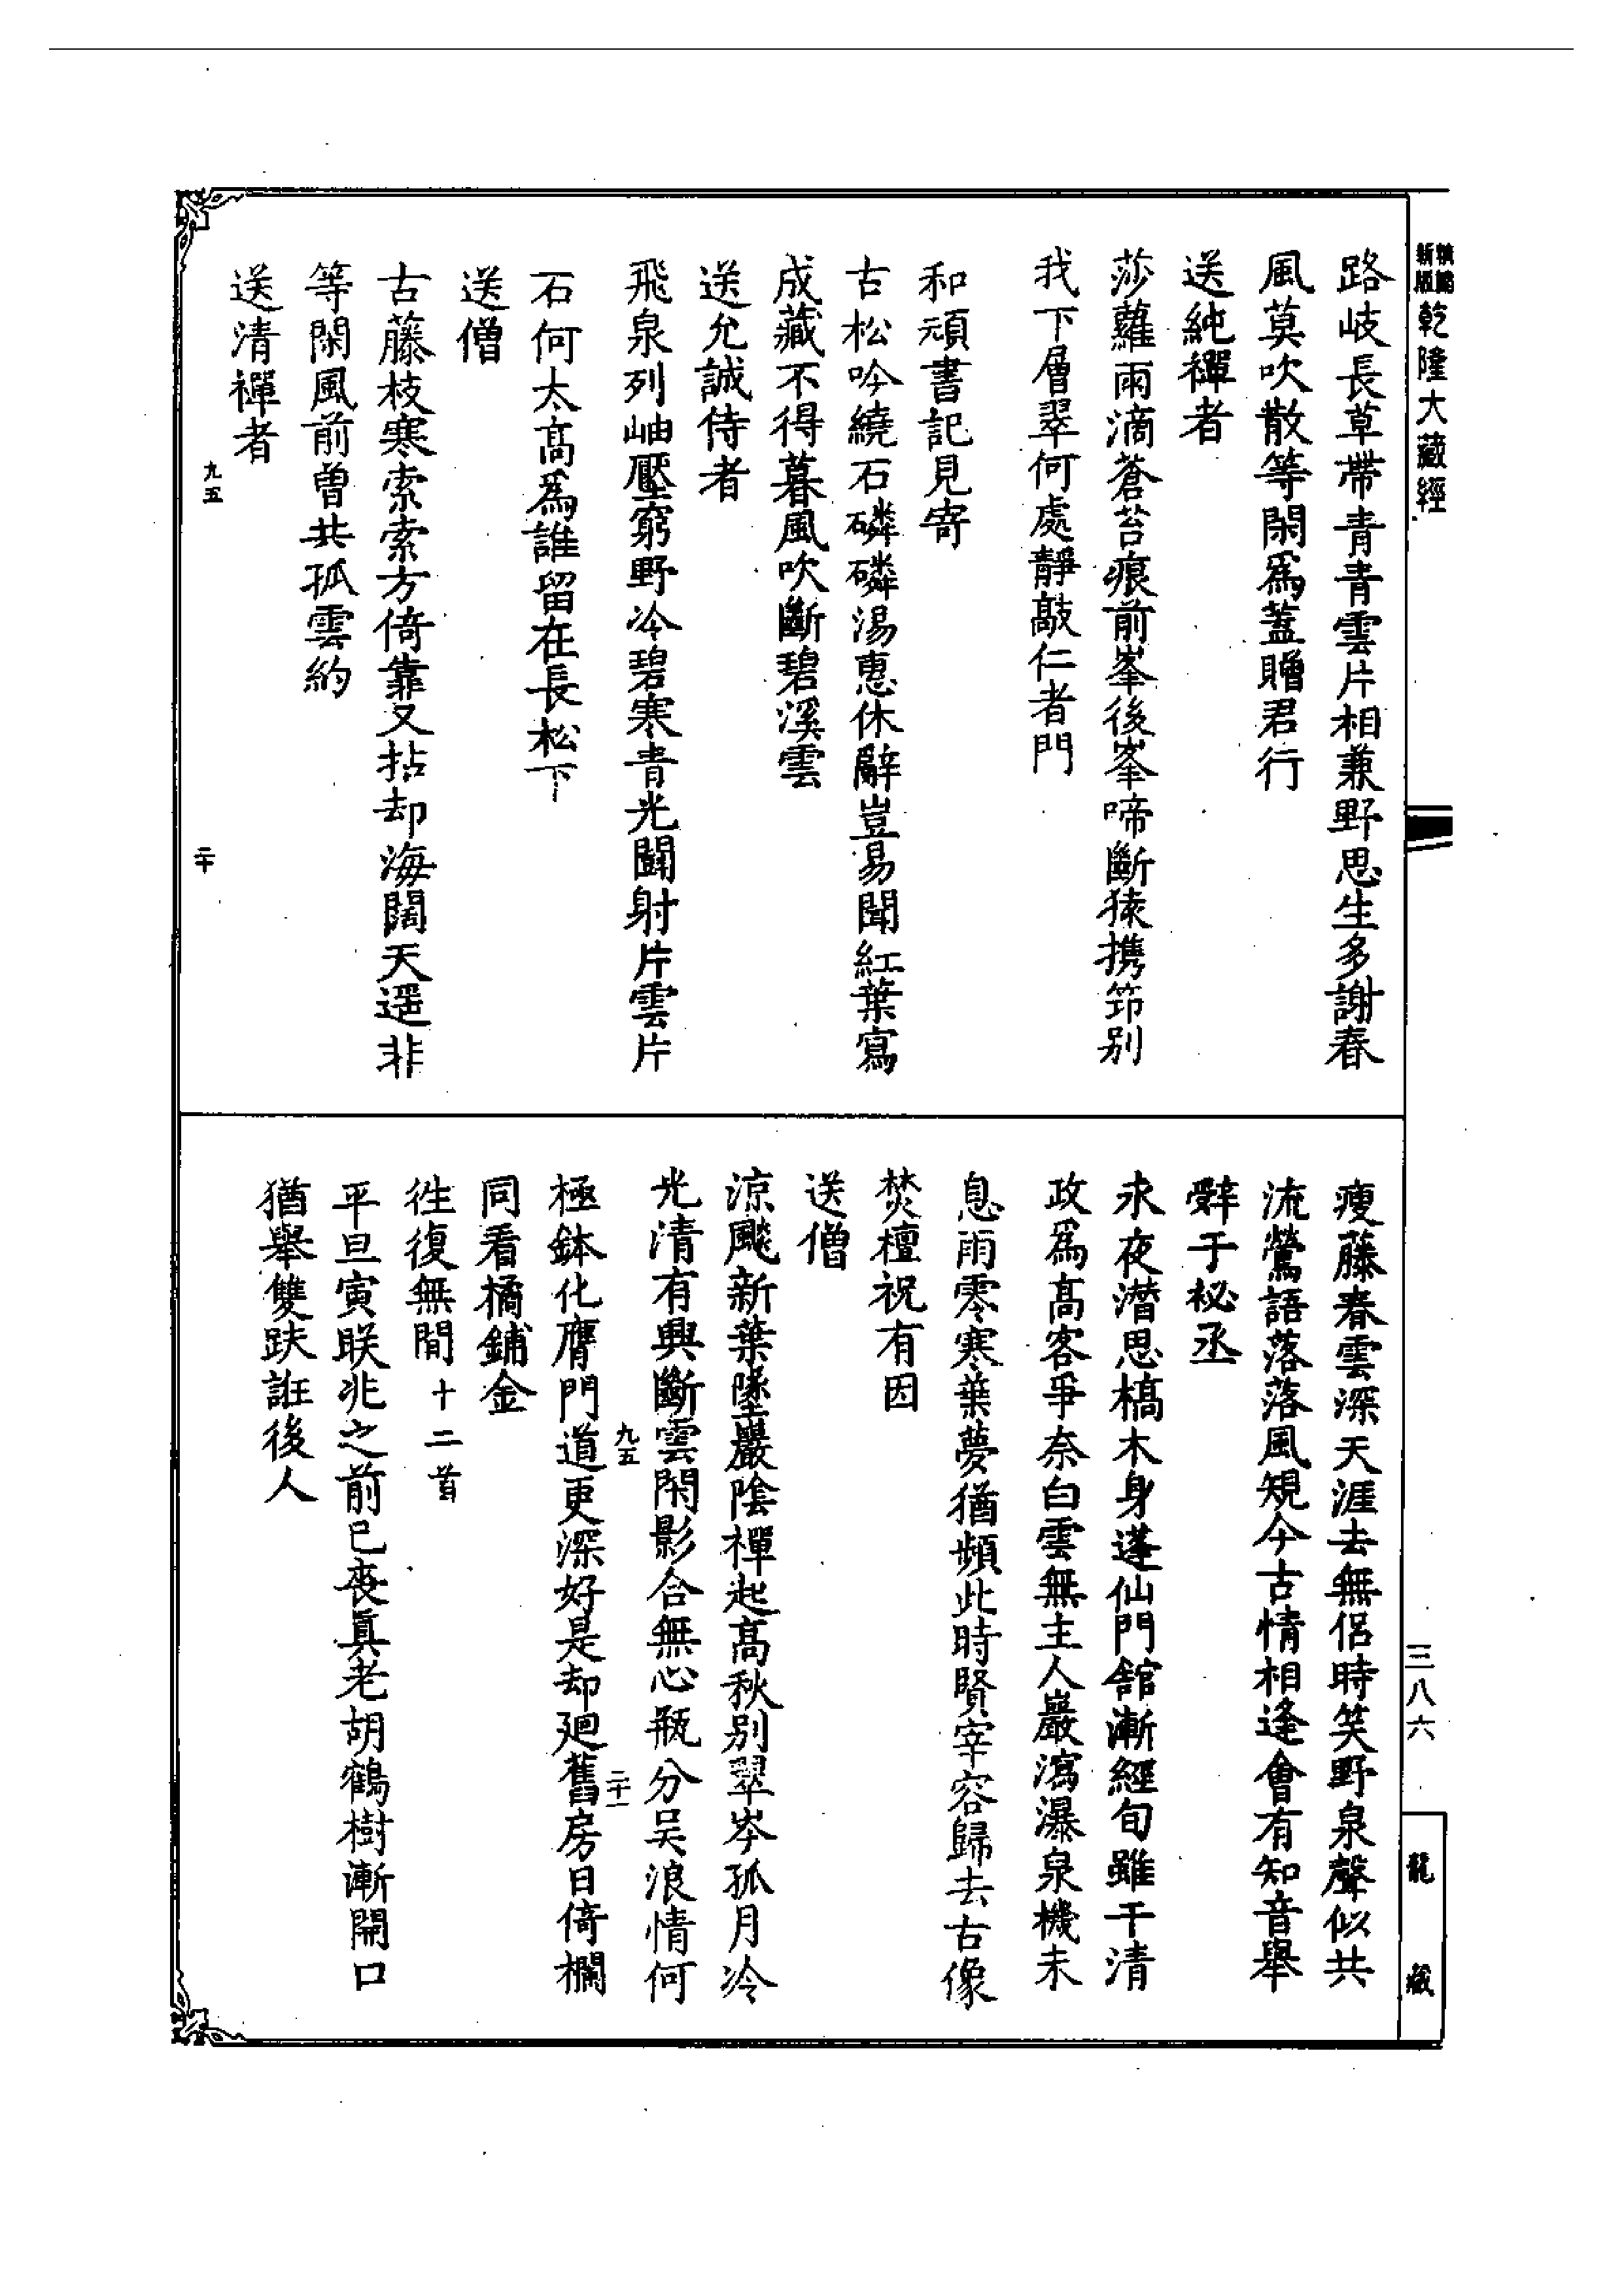 新版
乾隆大藏經
路岐長草帶青青雲片相兼野思生多謝春
風莫吹散等閑爲蓋贈君行
送純禪者
莎蘿雨滴蒼苔痕前峯後峯啼斷猿携筇別
我下層翠何處靜敲仁者門
和頑書記見寄
古松吟繞石磷磷湯惠休辭豈易聞紅葉寫
成藏不得暮風吹斷碧溪雲
送允誠侍者
飛泉列岫壓窮野冷碧寒青光鬬射片雲片
石何太高爲誰留在長松下
送僧
古藤枝寒索索方倚靠又拈却海闊天遥非
等閑風前曾共孤雲約
送清禪者
九五
二十
瘦藤春雲深天涯去無侶時笑野泉聲似共
流鶯語落落風規今古情相逢會有知音舉
辤于祕丞
永夜潛思槁木身蓬仙門舘漸經旬雖干清
政爲高客爭奈白雲無主人巖瀉瀑泉機未
息雨零寒葉夢猶頻此時賢宰容歸去古像
焚檀祝有因
送僧
涼飈新葉墜巖陰禪起高秋別翠岑孤月冷
光清有興斷雲閑影合無心瓶分吴浪情何
九五
二十一
極鉢化膺門道更深好是却廻舊房日倚欄
同看橘鋪金
徃復無間十二首
平旦寅眹兆之前已喪真老胡鶴樹漸開口
猶舉雙趺誑後人
三八六
龍藏